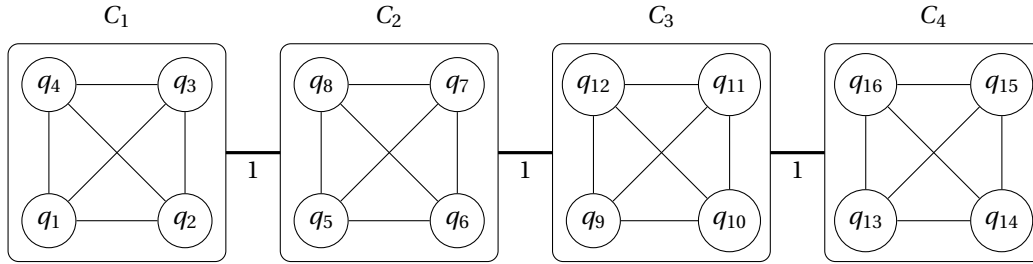 C₁ C₂ C₃ C₄
q₄ q₃ q₈ q₇ q₁₂ q₁₁ q₁₆ q₁₅
1 1 1
q₁ q₂ q₅ q₆ q₉ q₁₀ q₁₃ q₁₄